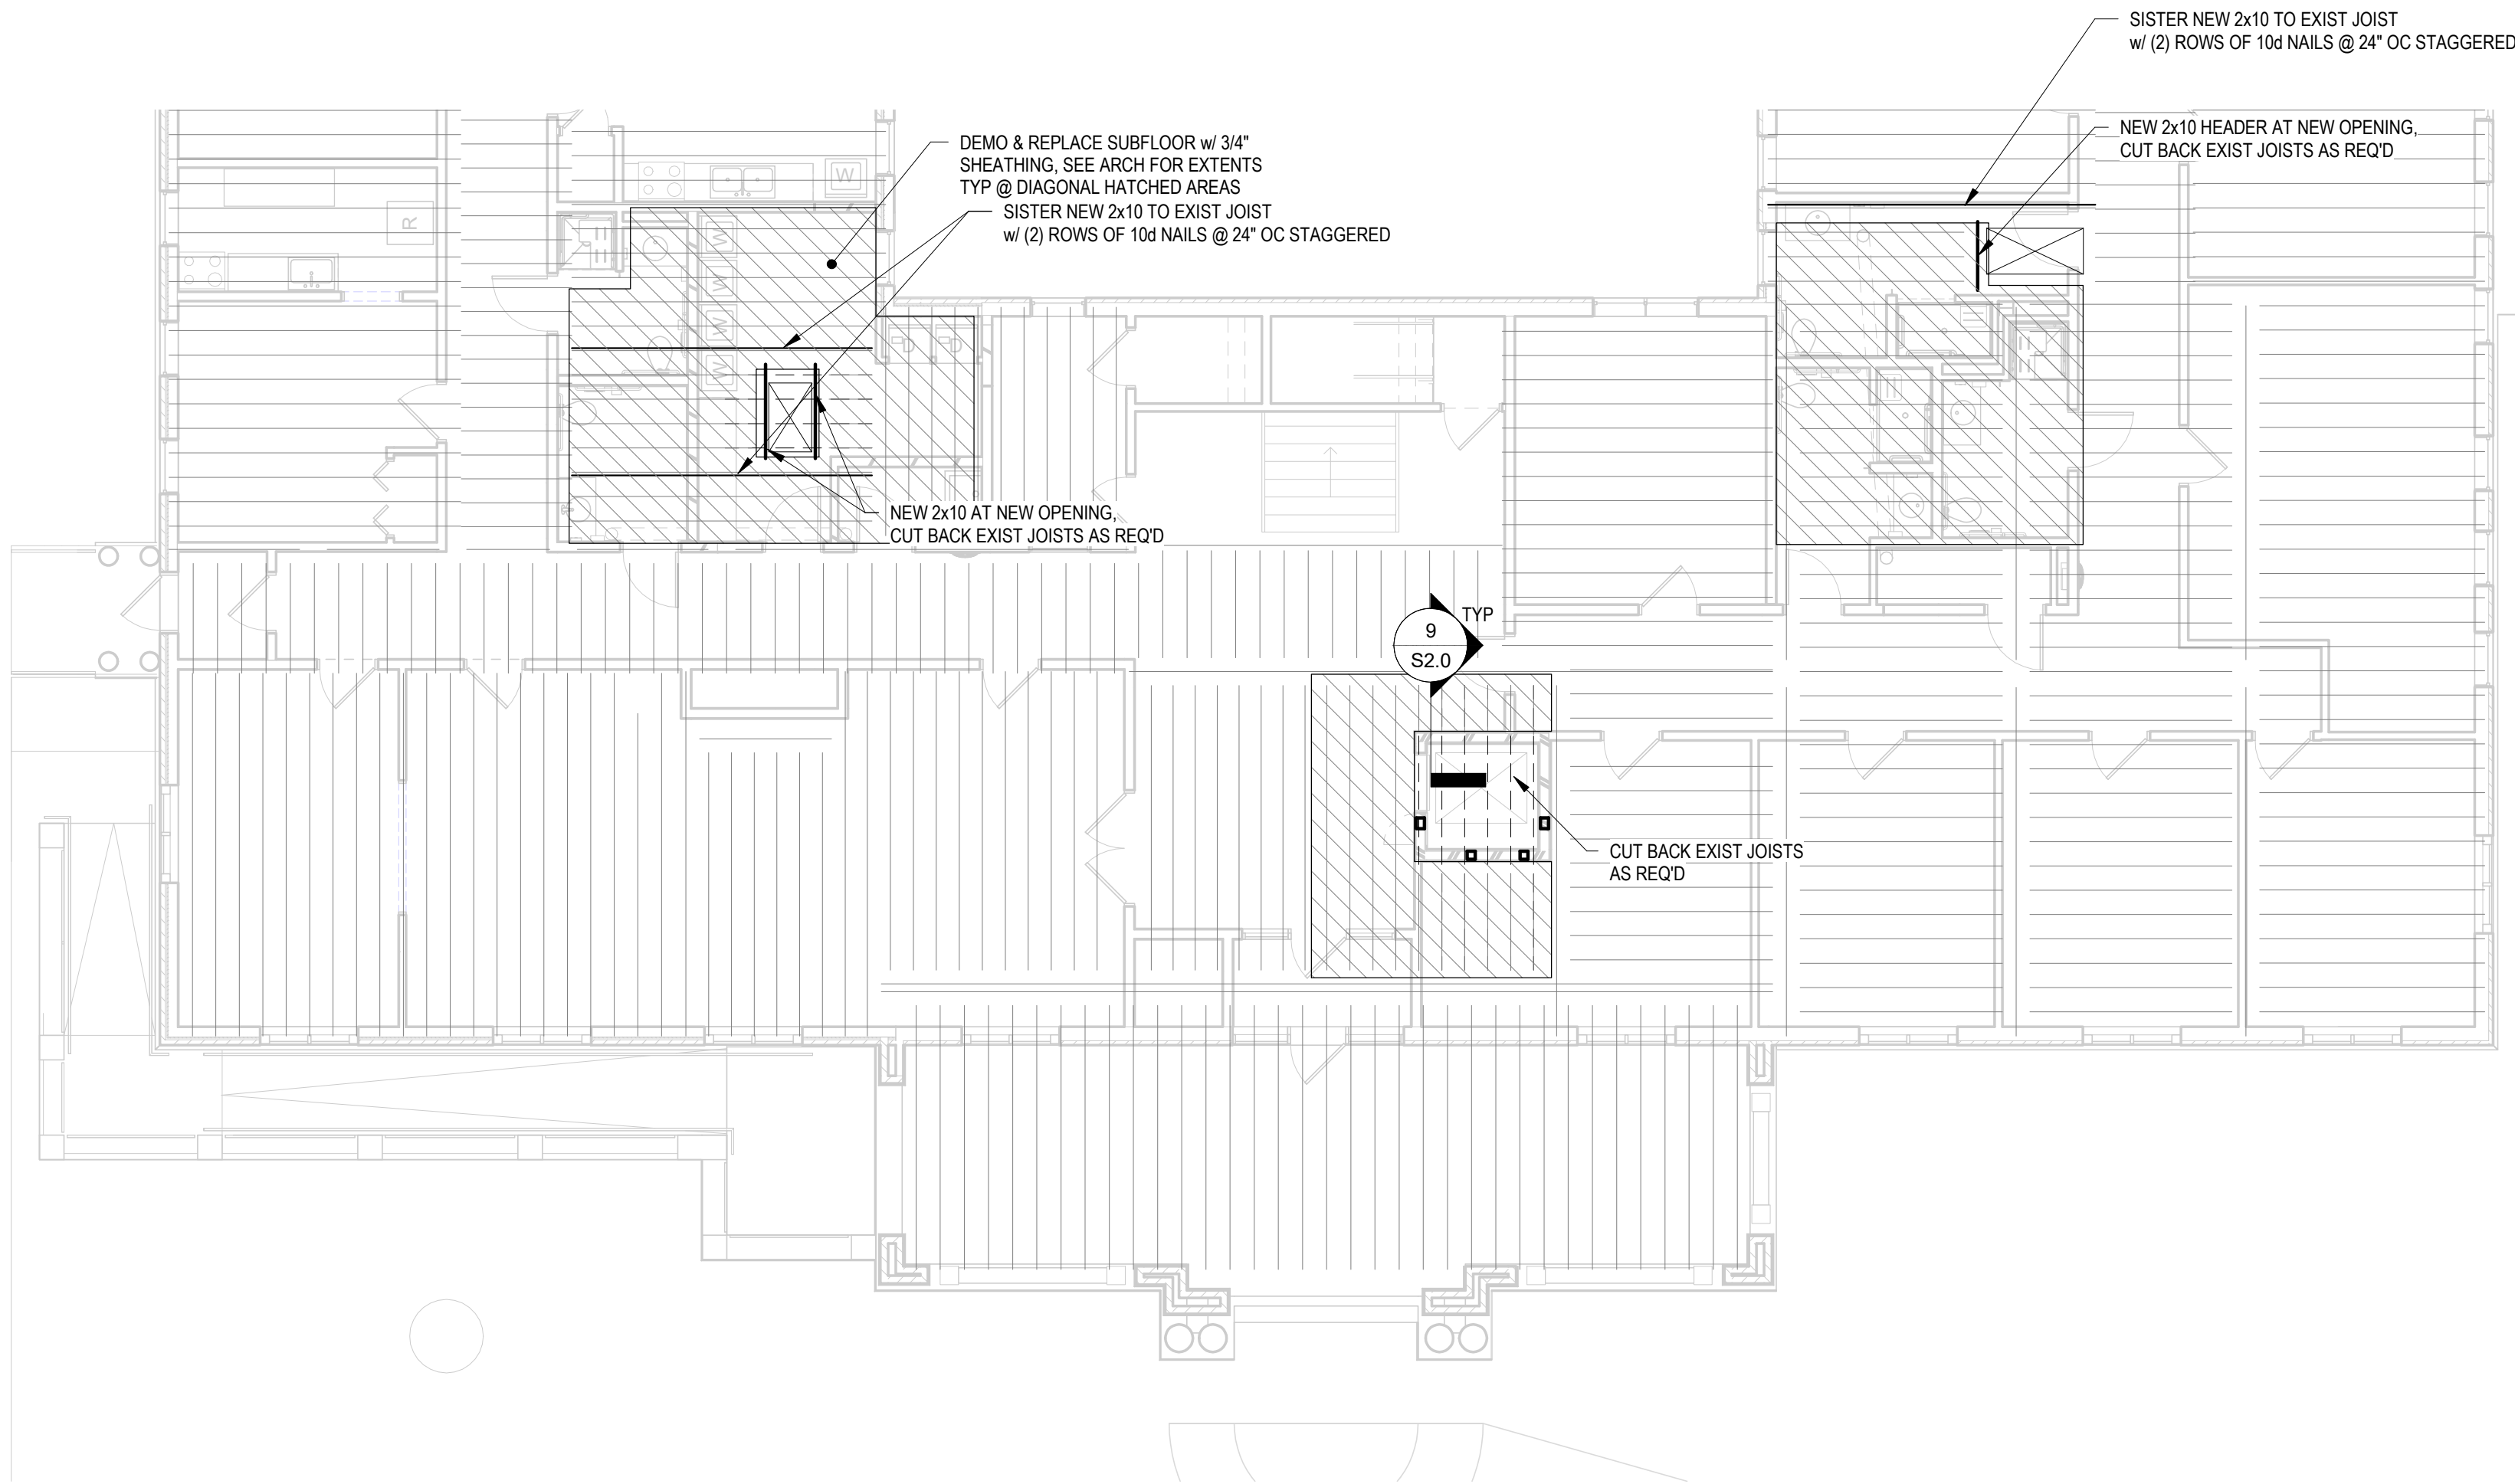 SISTER NEW 2x10 TO EXIST JOIST
w/ (2) ROWS OF 10d NAILS @ 24" OC STAGGERED
NEW 2x10 HEADER AT NEW OPENING,
CUT BACK EXIST JOISTS AS REQ'D
DEMO & REPLACE SUBFLOOR w/ 3/4"
SHEATHING, SEE ARCH FOR EXTENTS
TYP @ DIAGONAL HATCHED AREAS
SISTER NEW 2x10 TO EXIST JOIST
w/ (2) ROWS OF 10d NAILS @ 24" OC STAGGERED
W
R
W
W
W
W
D
D
NEW 2x10 AT NEW OPENING,
CUT BACK EXIST JOISTS AS REQ'D
TYP
9
S2.0
CUT BACK EXIST JOISTS
AS REQ'D